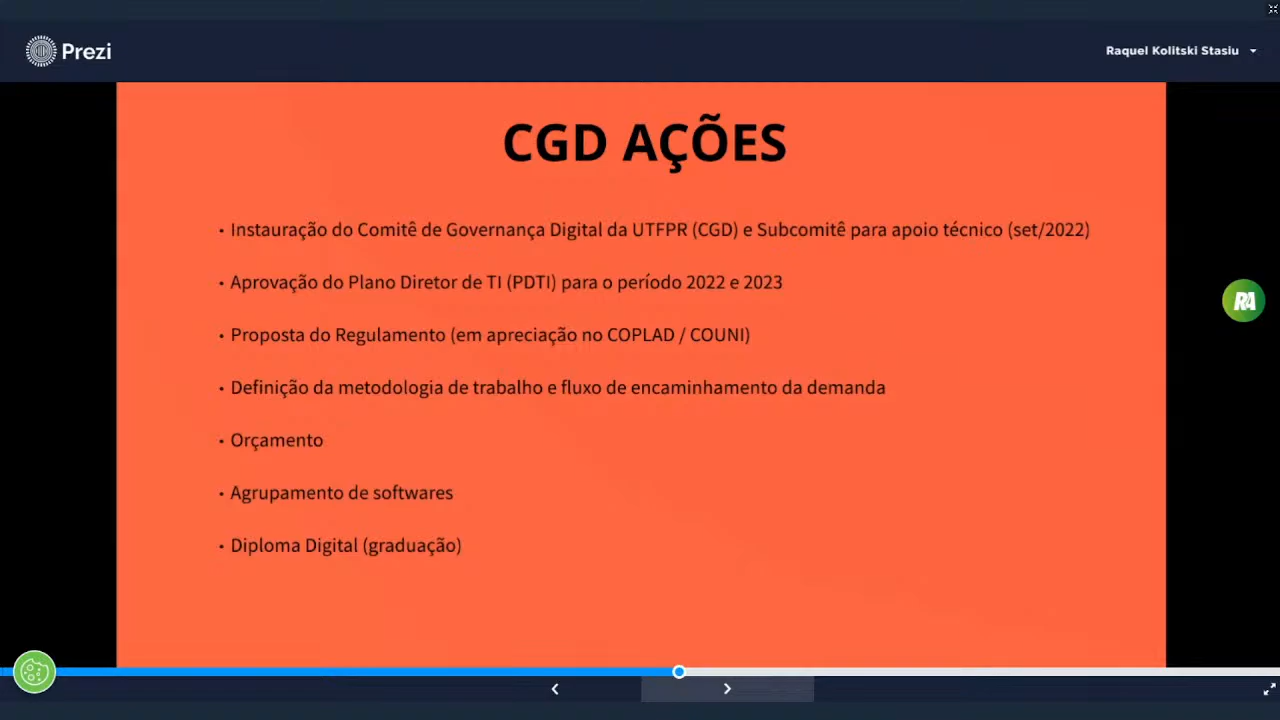 Prezi
Raquel Kolitski Stasiu
CGD AÇÕES
• Instauração do Comitê de Governança Digital da UTFPR (CGD) e Subcomitê para apoio técnico (set/2022)
• Aprovação do Plano Diretor de TI (PDTI) para o período 2022 e 2023
• Proposta do Regulamento (em apreciação no COPLAD / COUNI)
• Definição da metodologia de trabalho e fluxo de encaminhamento da demanda
• Orçamento
• Agrupamento de softwares
• Diploma Digital (graduação)
RA